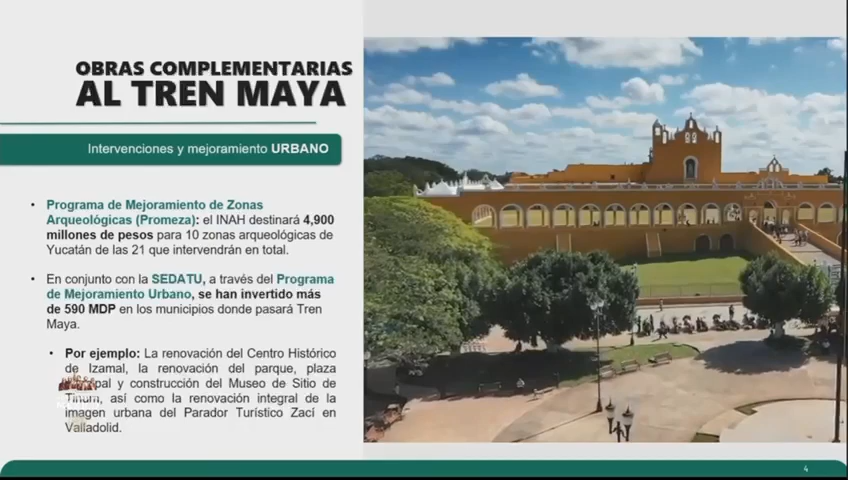 OBRAS COMPLEMENTARIAS
AL TREN MAYA
Intervenciones y mejoramiento URBANO
• Programa de Mejoramiento de Zonas
Arqueológicas (Promeza): el INAH destinará 4,900
millones de pesos para 10 zonas arqueológicas de
Yucatán de las 21 que intervendrán en total.
• En conjunto con la SEDATU, a través del Programa
de Mejoramiento Urbano, se han invertido más
de 590 MDP en los municipios donde pasará Tren
Maya.
• Por ejemplo: La renovación del Centro Histórico
de Izamal, la renovación del parque, plaza
pal y construcción del Museo de Sitio de
Tinum, así como la renovación integral de la
imagen urbana del Parador Turístico Zací en
Valladolid.
4